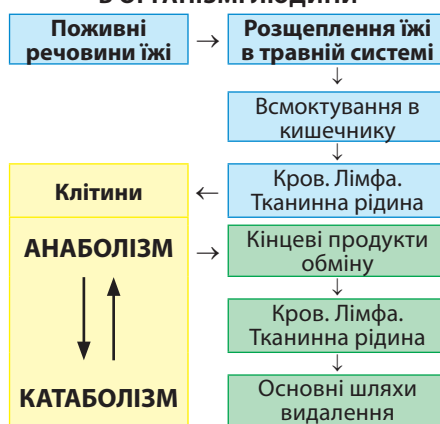 В ОРГАНІЗМІ ЛЮДИНИ
Поживні
речовини їжі
→
Розщеплення їжі
в травній системі
↓
Всмоктування в
кишечнику
↓
Кров. Лімфа.
Тканинна рідина
←
Клітини
АНАБОЛІЗМ
→
Кінцеві продукти
обміну
↓
Кров. Лімфа.
Тканинна рідина
↓
КАТАБОЛІЗМ
Основні шляхи
видалення